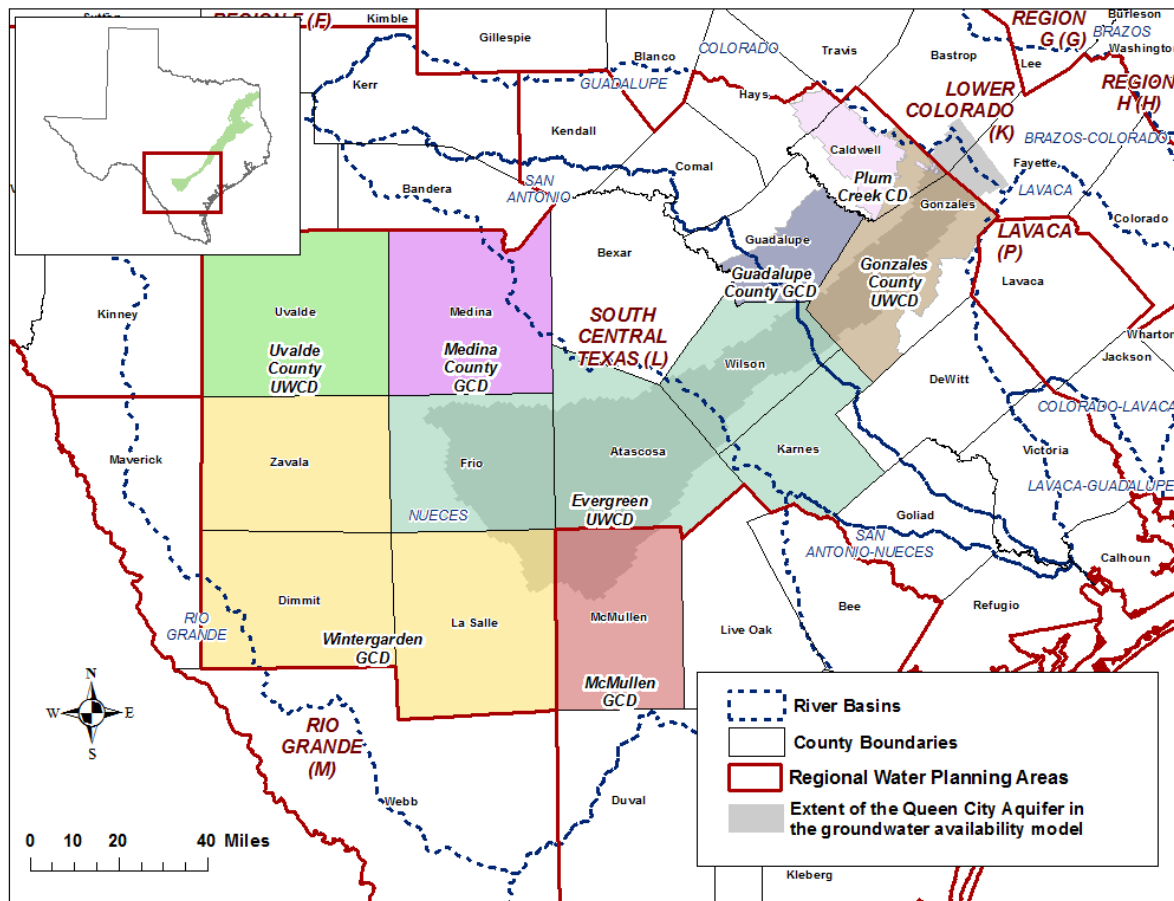 REGION F (F)
Kimble
Gillespie
Blanco
COLORADO
Travis
Bastrop
Lee
REGION
G (G)
Burleson
BRAZOS
Washington
Kerr
GUADALUPE
Hays
LOWER
COLORADO
(K)
REGION
H (H)
BRAZOS-COLORADO
Kendall
Comal
Caldwell
Plum
Creek CD
Fayette
LAVACA
Bandera
SAN
ANTONIO
Gonzales
Colorado
Kinney
Uvalde
Uvalde
County
UWCD
Medina
Medina
County
GCD
Bexar
Guadalupe
Guadalupe
County GCD
Gonzales
County
UWCD
LAVACA
(P)
Lavaca
SOUTH
CENTRAL
TEXAS (L)
Wilson
Wharton
Jackson
DeWitt
COLORADO-LAVACA
Maverick
Zavala
Frio
Atascosa
Karnes
Victoria
NUECES
Evergreen
UWCD
LAVACA-GUADALUPE
Goliad
SAN
ANTONIO-NUECES
Calhoun
Dimmit
La Salle
McMullen
Bee
Refugio
RIO
GRANDE
Wintergarden
GCD
Live Oak
McMullen
GCD
N
W
E
S
RIO
GRANDE
(M)
Webb
Duval
Kleberg
0 10 20 40 Miles
River Basins
County Boundaries
Regional Water Planning Areas
Extent of the Queen City Aquifer in
the groundwater availability model